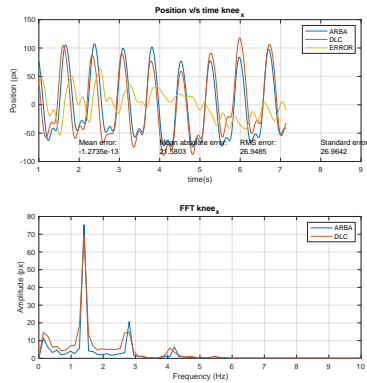 Position v/s time knee_x
ARBA
DLC
ERROR
Position (px)
150
100
50
0
-50
-100
Mean error:
-1.2735e-13
Mean absolute error:
21.5803
RMS error:
26.9485
Standard error
26.9642
1 2 3 4 5 6 7 8 9
time(s)
FFT knee_x
ARBA
DLC
Amplitude (px)
80
70
60
50
40
30
20
10
0
0 1 2 3 4 5 6 7 8 9 10
Frequency (Hz)